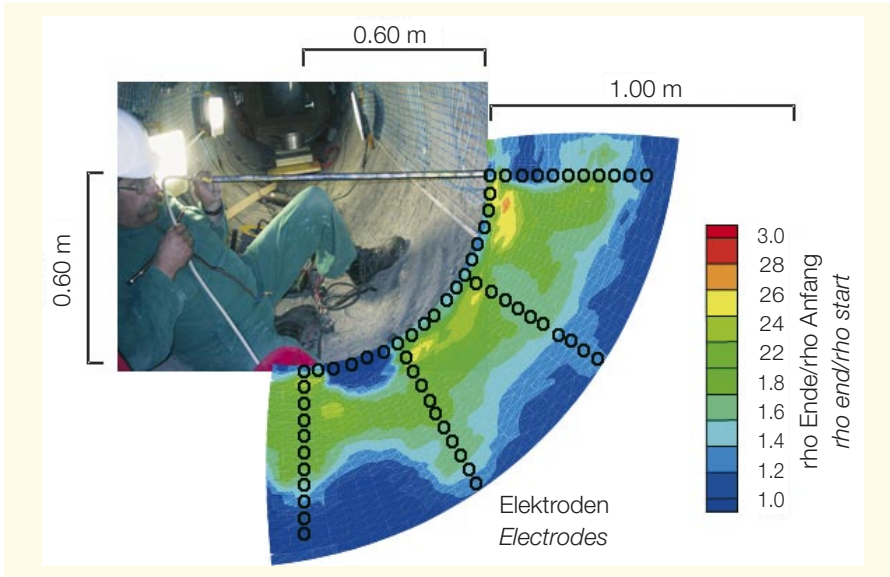 0.60 m
1.00 m
0.60 m
3.0
28
26
24
22
1.8
1.6
1.4
1.2
1.0
rho Ende/rho Anfang
rho end/rho start
Elektroden
Electrodes